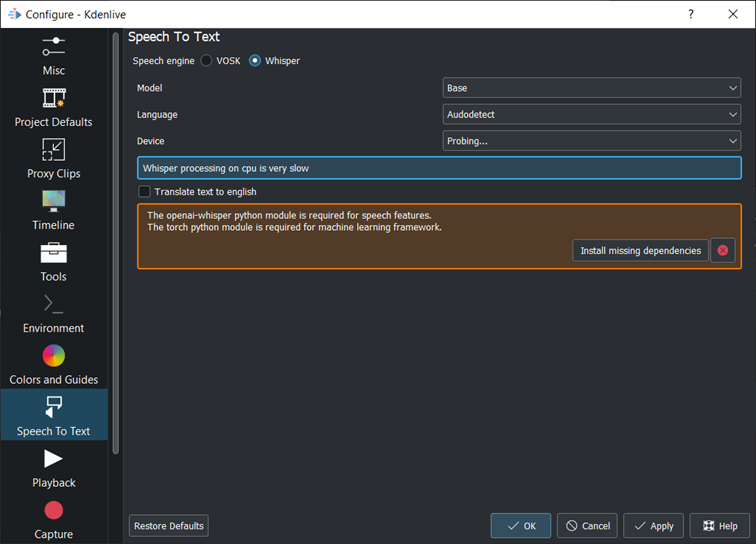 Configure - Kdenlive
?
Misc
Project Defaults
Proxy Clips
Timeline
Tools
Environment
Colors and Guides
Speech To Text
Playback
Capture
Speech To Text
Speech engine VOSK Whisper
Model Base
Language Audodetect
Device Probing...
Whisper processing on cpu is very slow
Translate text to english
The openai-whisper python module is required for speech features.
The torch python module is required for machine learning framework.
Install missing dependencies
Restore Defaults OK Cancel Apply Help